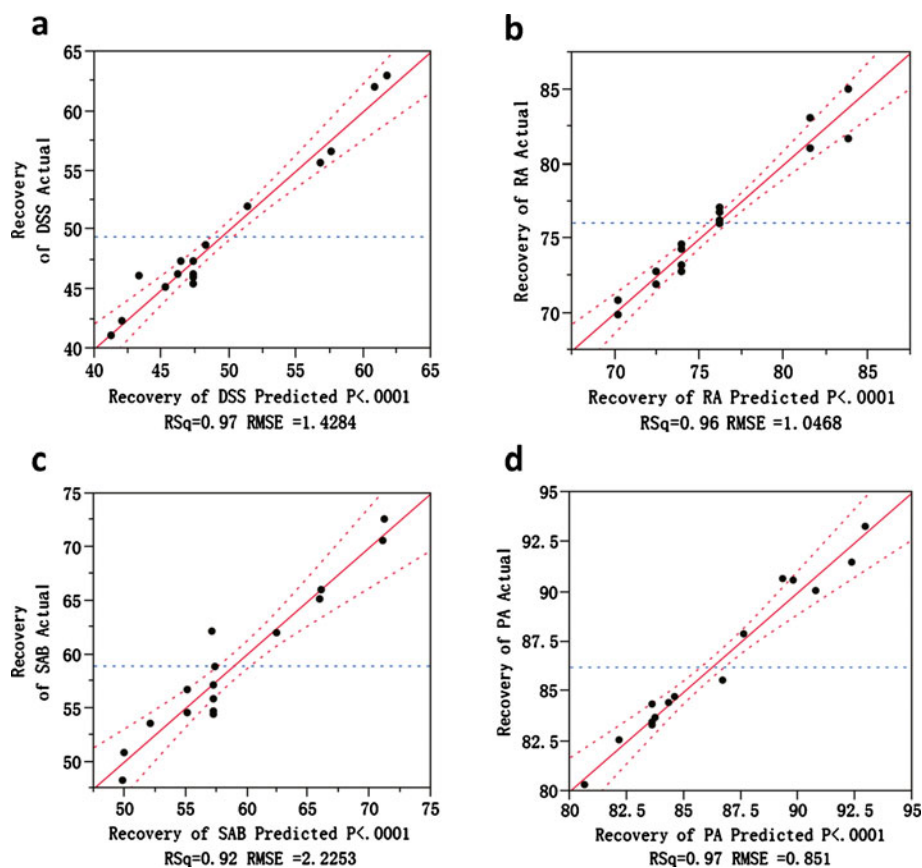 a
65
60
55
50
45
40
Recovery
of DSS Actual
40 45 50 55 60 65
Recovery of DSS Predicted P<.0001
RSq=0.97 RMSE =1.4284
b
85
80
75
70
Recovery of RA Actual
70 75 80 85
Recovery of RA Predicted P<.0001
RSq=0.96 RMSE =1.0468
c
75
70
65
60
55
50
Recovery
of SAB Actual
50 55 60 65 70 75
Recovery of SAB Predicted P<.0001
RSq=0.92 RMSE =2.2253
d
95
92.5
90
87.5
85
82.5
80
Recovery of PA Actual
80 82.5 85 87.5 90 92.5 95
Recovery of PA Predicted P<.0001
RSq=0.97 RMSE =0.851